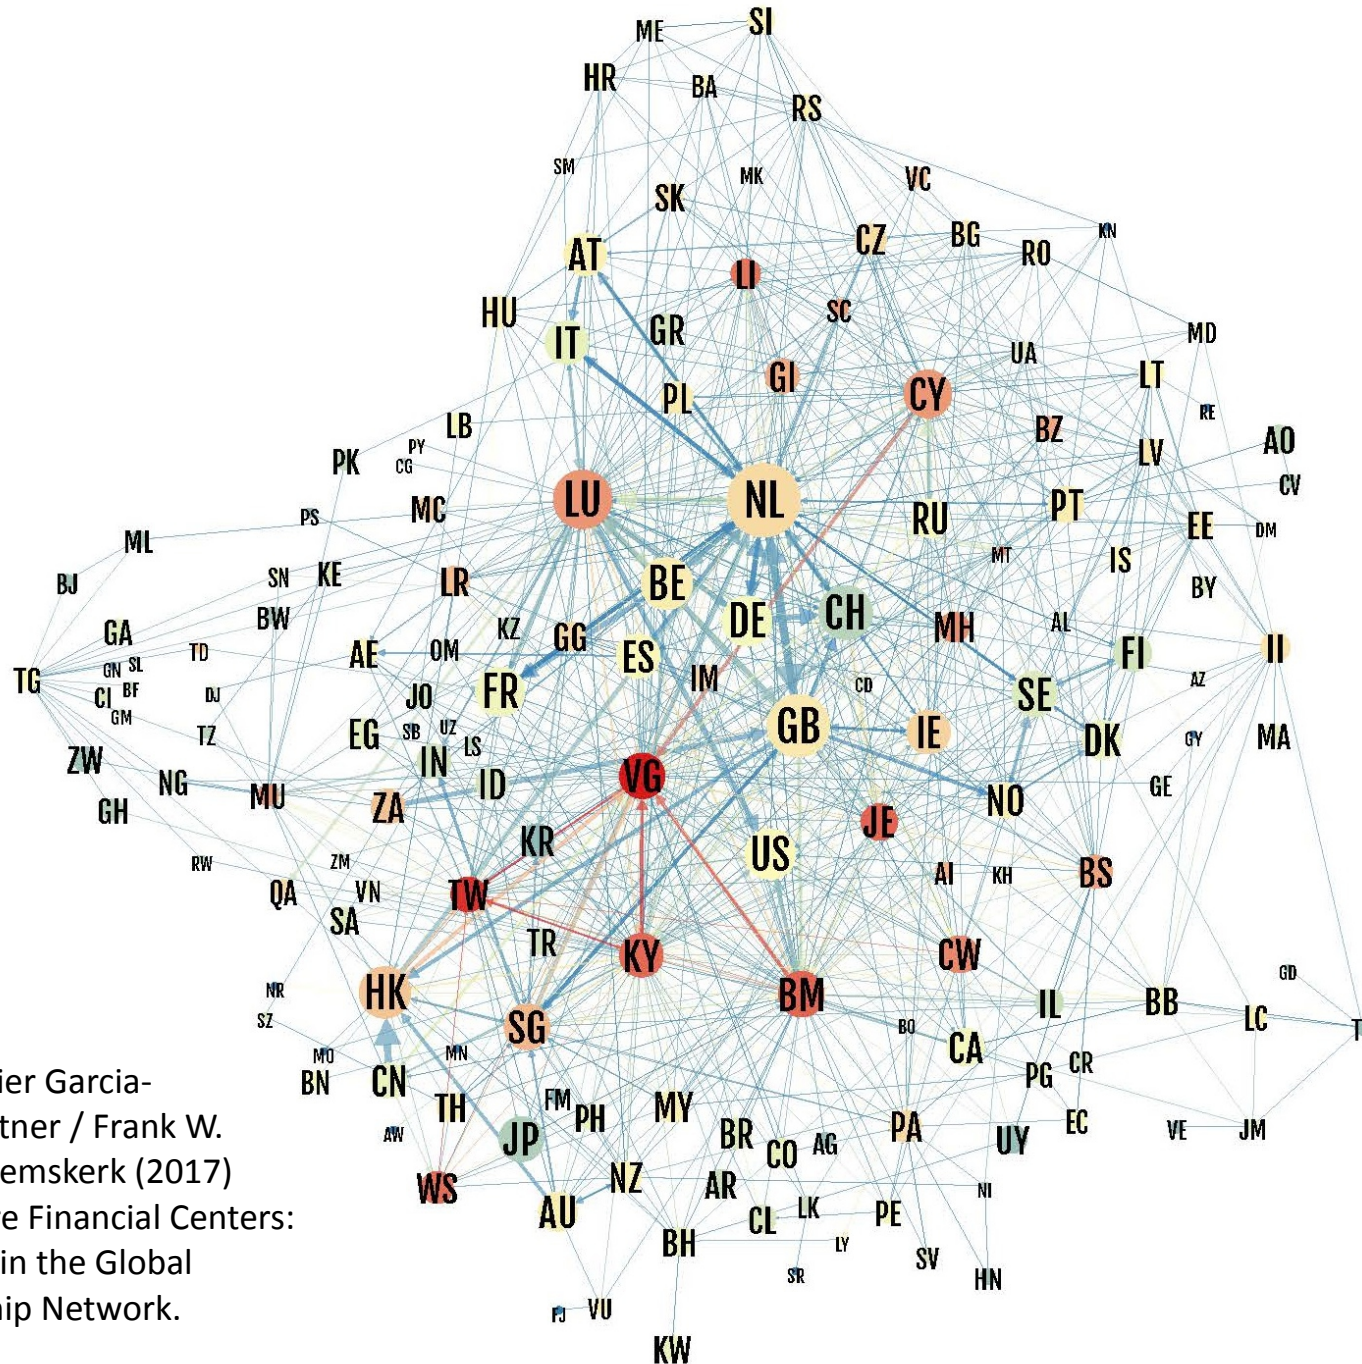 ME SI
HR BA RS
SM MK VC
SK
AT CZ BG RO KN
LI
HU SC
IT GR UA MD
GI LT
PL CY RE
LB BZ AO
PY LV
PK CG CV
MC LU NL RU PT
PS EE DM
ML MT IS
BJ SN KE LR BE BY
BW DE CH MH AL
GA KZ GG
TD AE OM ES FI II
GN SL IM CD AZ
TG CI BF DJ JO FR SE
GM
TZ EG SB UZ GB IE DK GY MA
ZW LS
NG IN ID VG GE
GH MU ZA NO
KR JE
RW ZM US AI KH BS
QA VN TW
SA TR KY CW
HK BM GD
NR IL BB LC
SZ SG BO T
MO MN CA CR
BN CN PG
TH FM PH MY EC
AW JP BR CO AG PA UY VE JM
WS NZ AR NI
AU CL LK PE
BH LY SV
SR HN
FJ VU
KW
ier Garcia-
tner / Frank W.
emskerk (2017)
re Financial Centers:
in the Global
ip Network.